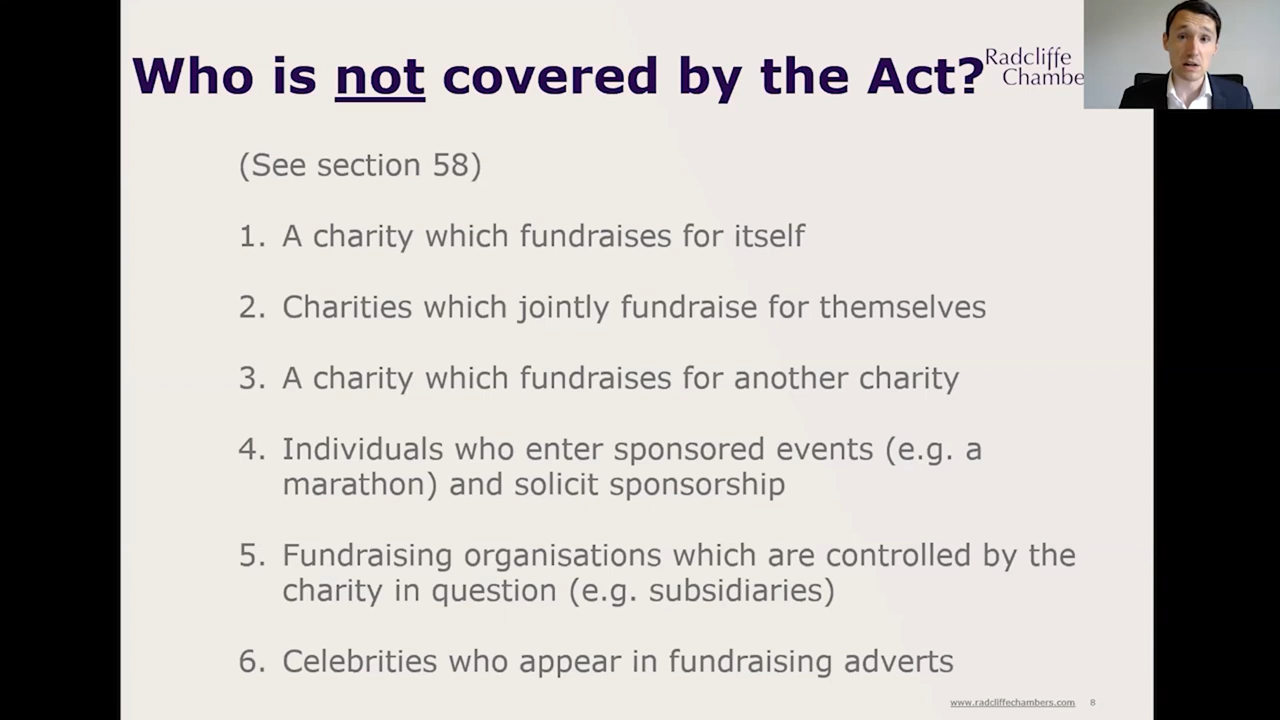 Who is not covered by the Act?
Radcliffe
Chambe
(See section 58)
1. A charity which fundraises for itself
2. Charities which jointly fundraise for themselves
3. A charity which fundraises for another charity
4. Individuals who enter sponsored events (e.g. a
marathon) and solicit sponsorship
5. Fundraising organisations which are controlled by the
charity in question (e.g. subsidiaries)
6. Celebrities who appear in fundraising adverts
www.radcliffechambers.com 8